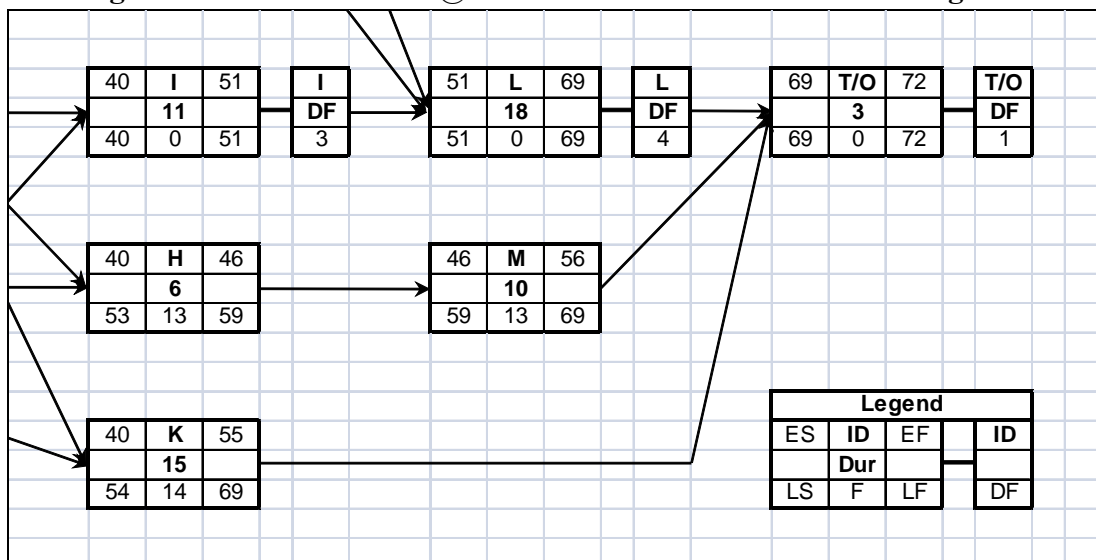 40 I 51 I 51 L 69 L 69 T/O 72 T/O
11 DF 18 DF 3 DF
40 0 51 3 51 0 69 4 69 0 72 1
40 H 46 46 M 56
6 10
53 13 59 59 13 69
Legend
40 K 55 ES ID EF ID
15 Dur
54 14 69 LS F LF DF